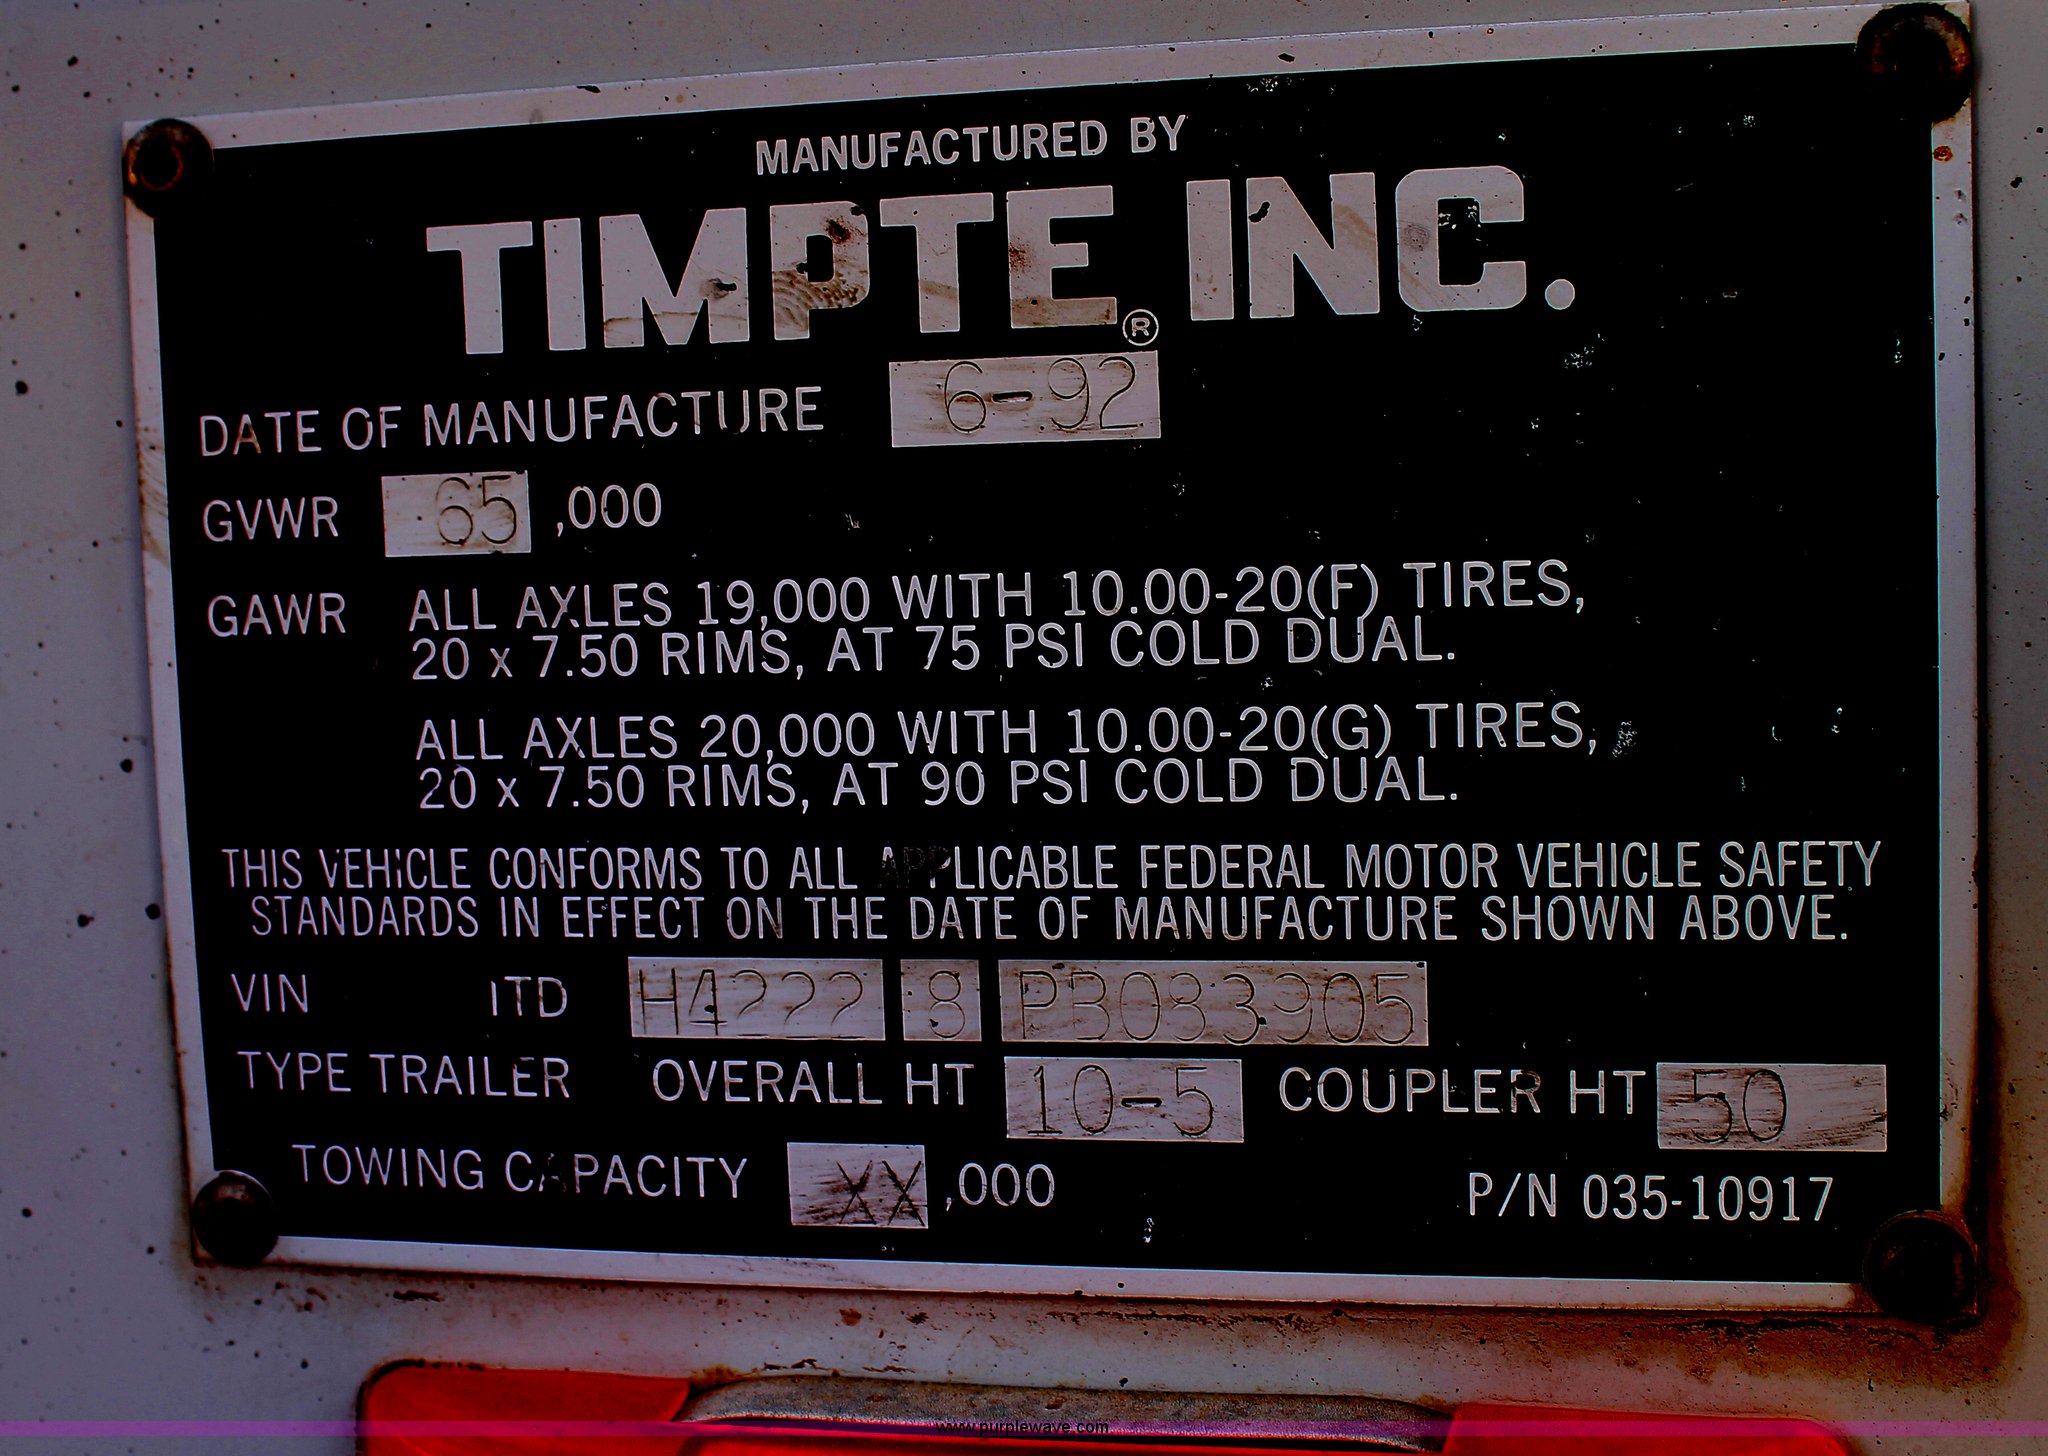 MANUFACTURED BY
TIMPTE® INC.
DATE OF MANUFACTURE 6-92
GVWR 65 ,000
GAWR ALL AXLES 19,000 WITH 10.00-20(F) TIRES,
20 x 7.50 RIMS, AT 75 PSI COLD DUAL.
ALL AXLES 20,000 WITH 10.00-20(G) TIRES,
20 x 7.50 RIMS, AT 90 PSI COLD DUAL.
THIS VEHICLE CONFORMS TO ALL APPLICABLE FEDERAL MOTOR VEHICLE SAFETY
STANDARDS IN EFFECT ON THE DATE OF MANUFACTURE SHOWN ABOVE.
VIN 1TD H4222 8 PB083905
TYPE TRAILER OVERALL HT 10-5 COUPLER HT 50
TOWING CAPACITY XX ,000 P/N 035-10917
www.purplewave.com